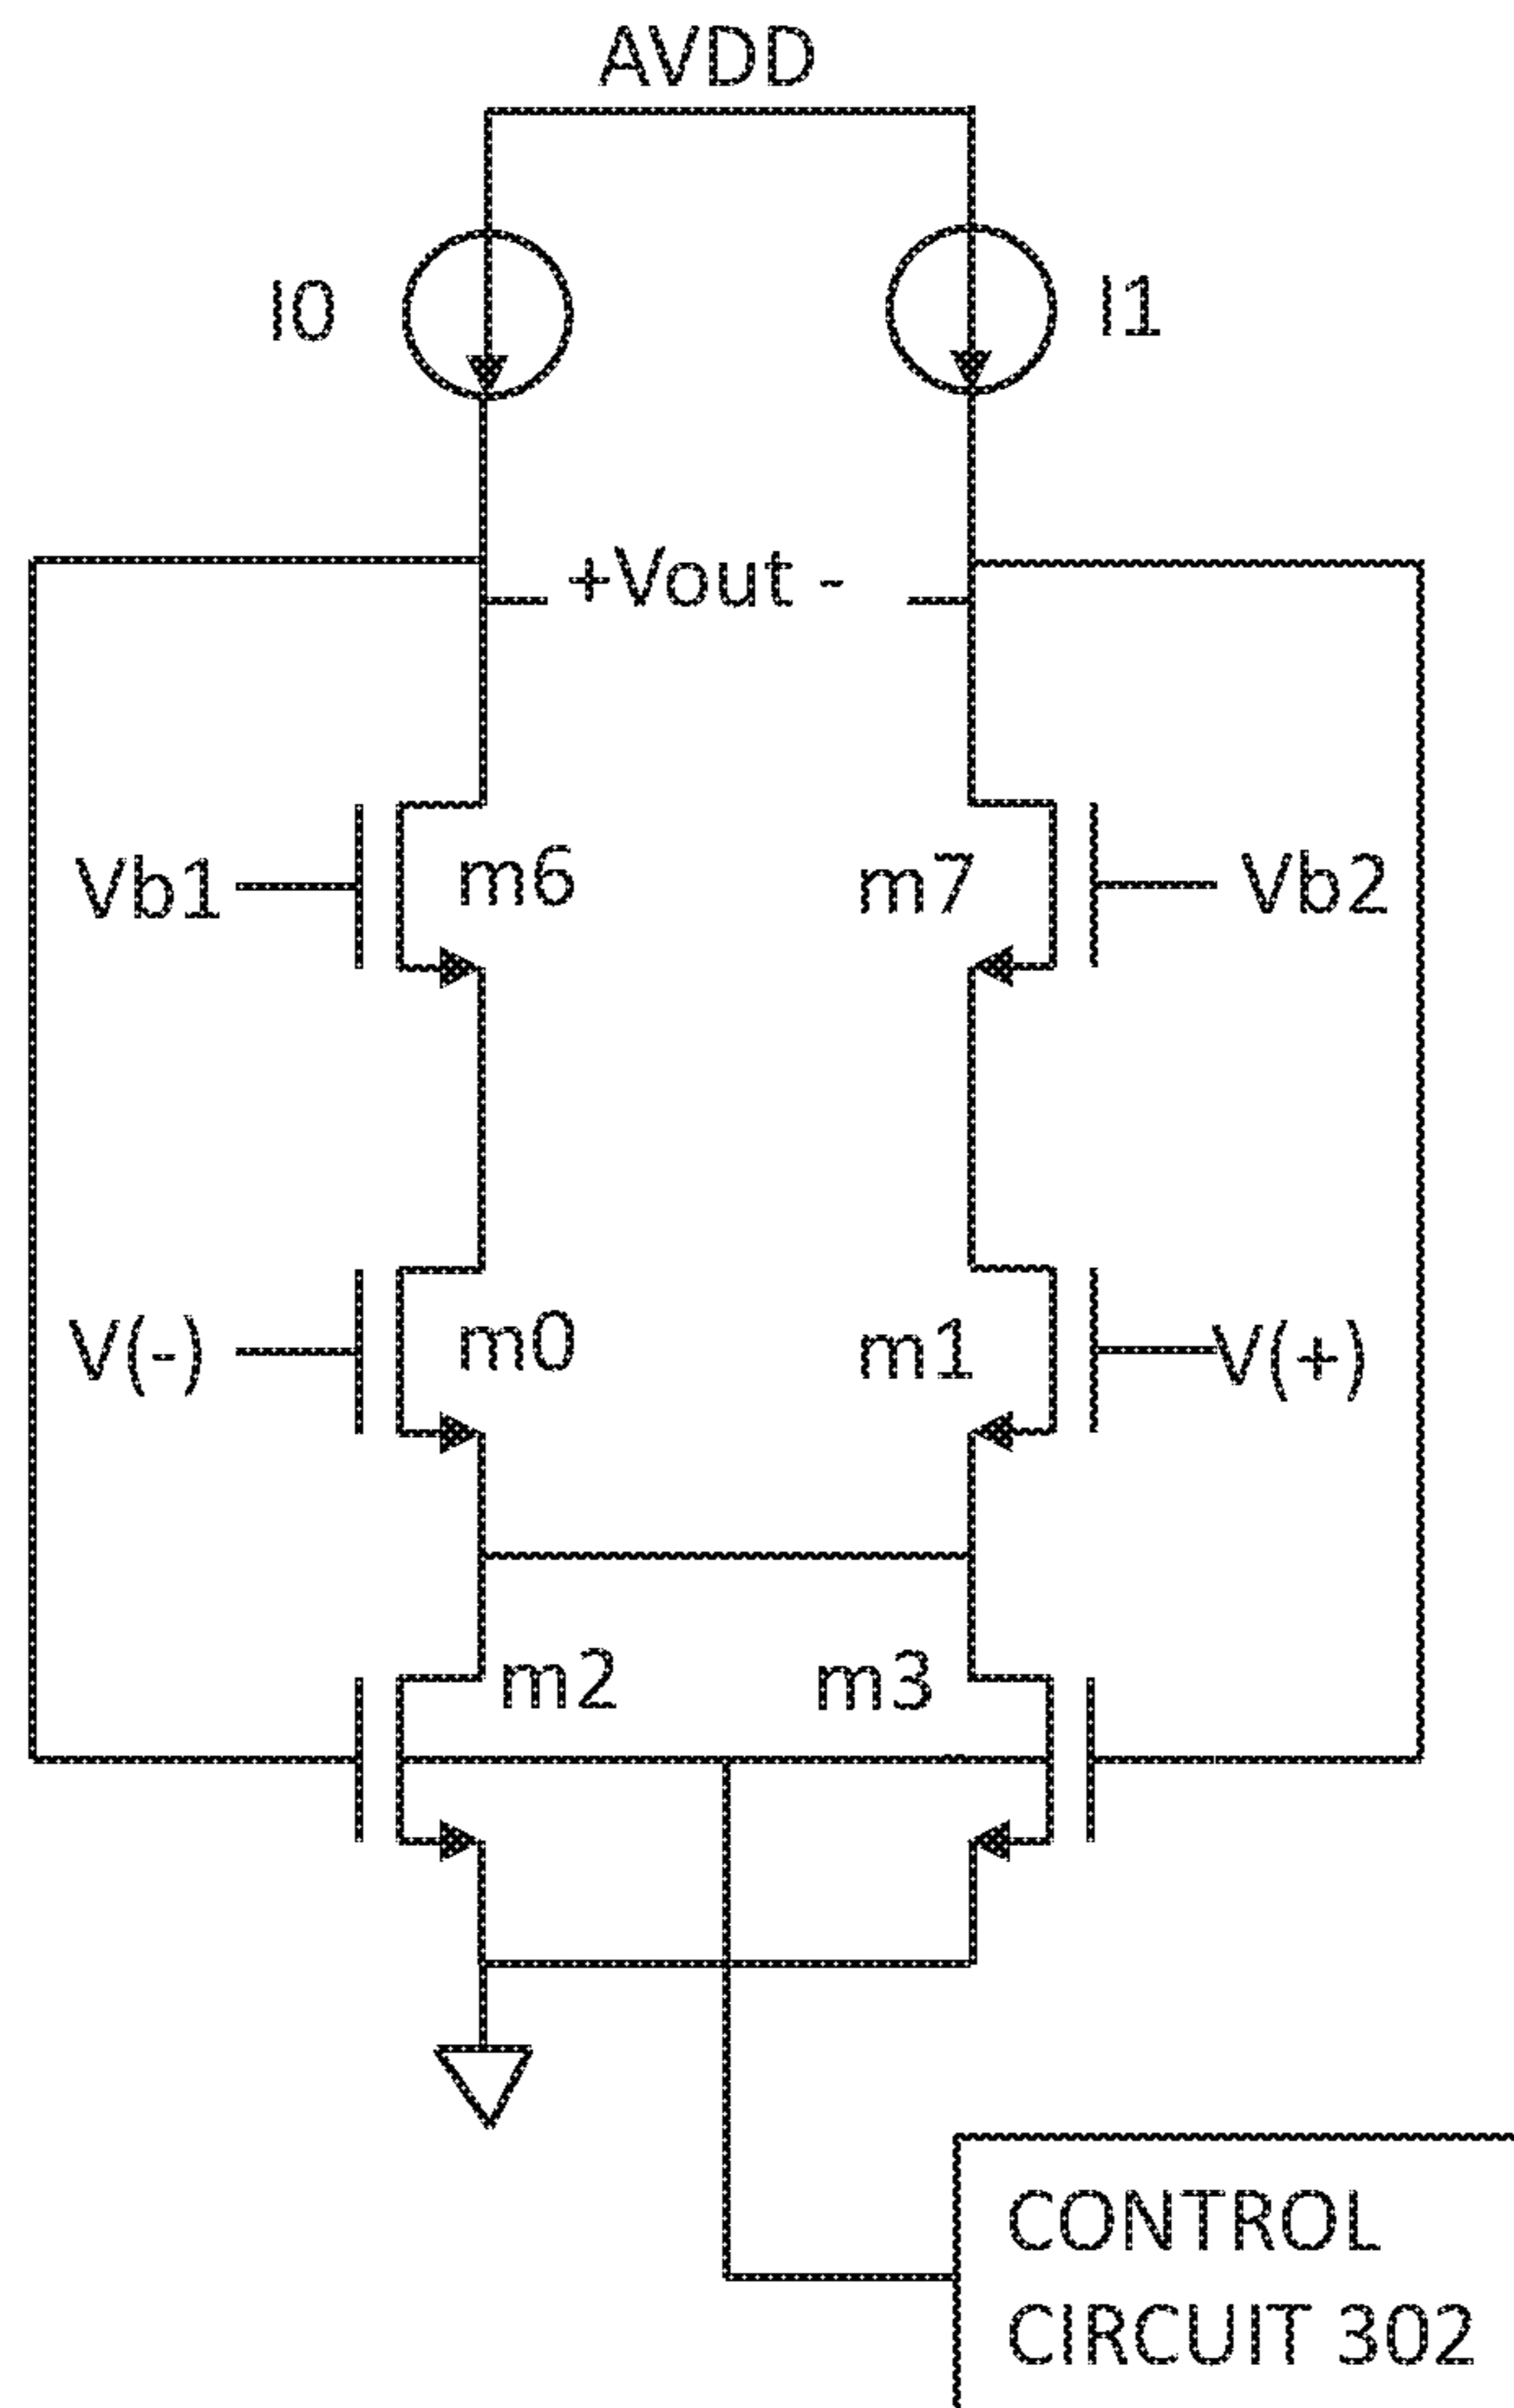 AVDD
I0
I1
+Vout -
Vb1
m6
m7
Vb2
V(-)
m0
m1
V(+)
m2
m3
CONTROL
CIRCUIT 302